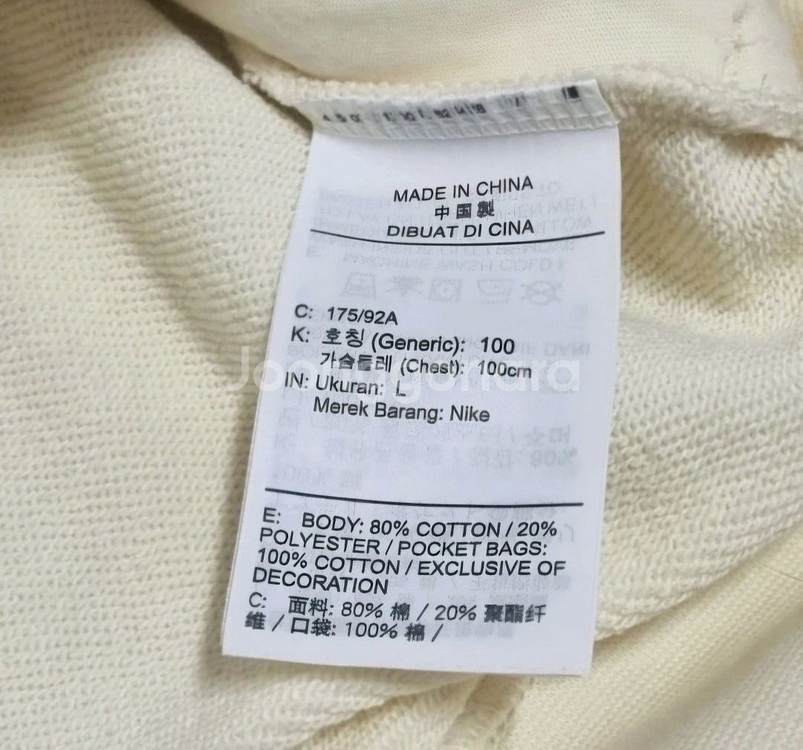 MADE IN CHINA
中国製
DIBUAT DI CINA
C: 175/92A
K: 호칭 (Generic): 100
가슴둘레 (Chest): 100cm
IN: Ukuran: L
Merek Barang: Nike
Joonggonara
E: BODY: 80% COTTON / 20%
POLYESTER / POCKET BAGS:
100% COTTON / EXCLUSIVE OF
DECORATION
C: 面料: 80% 棉 / 20% 聚酯纤
维 / 口袋: 100% 棉 /